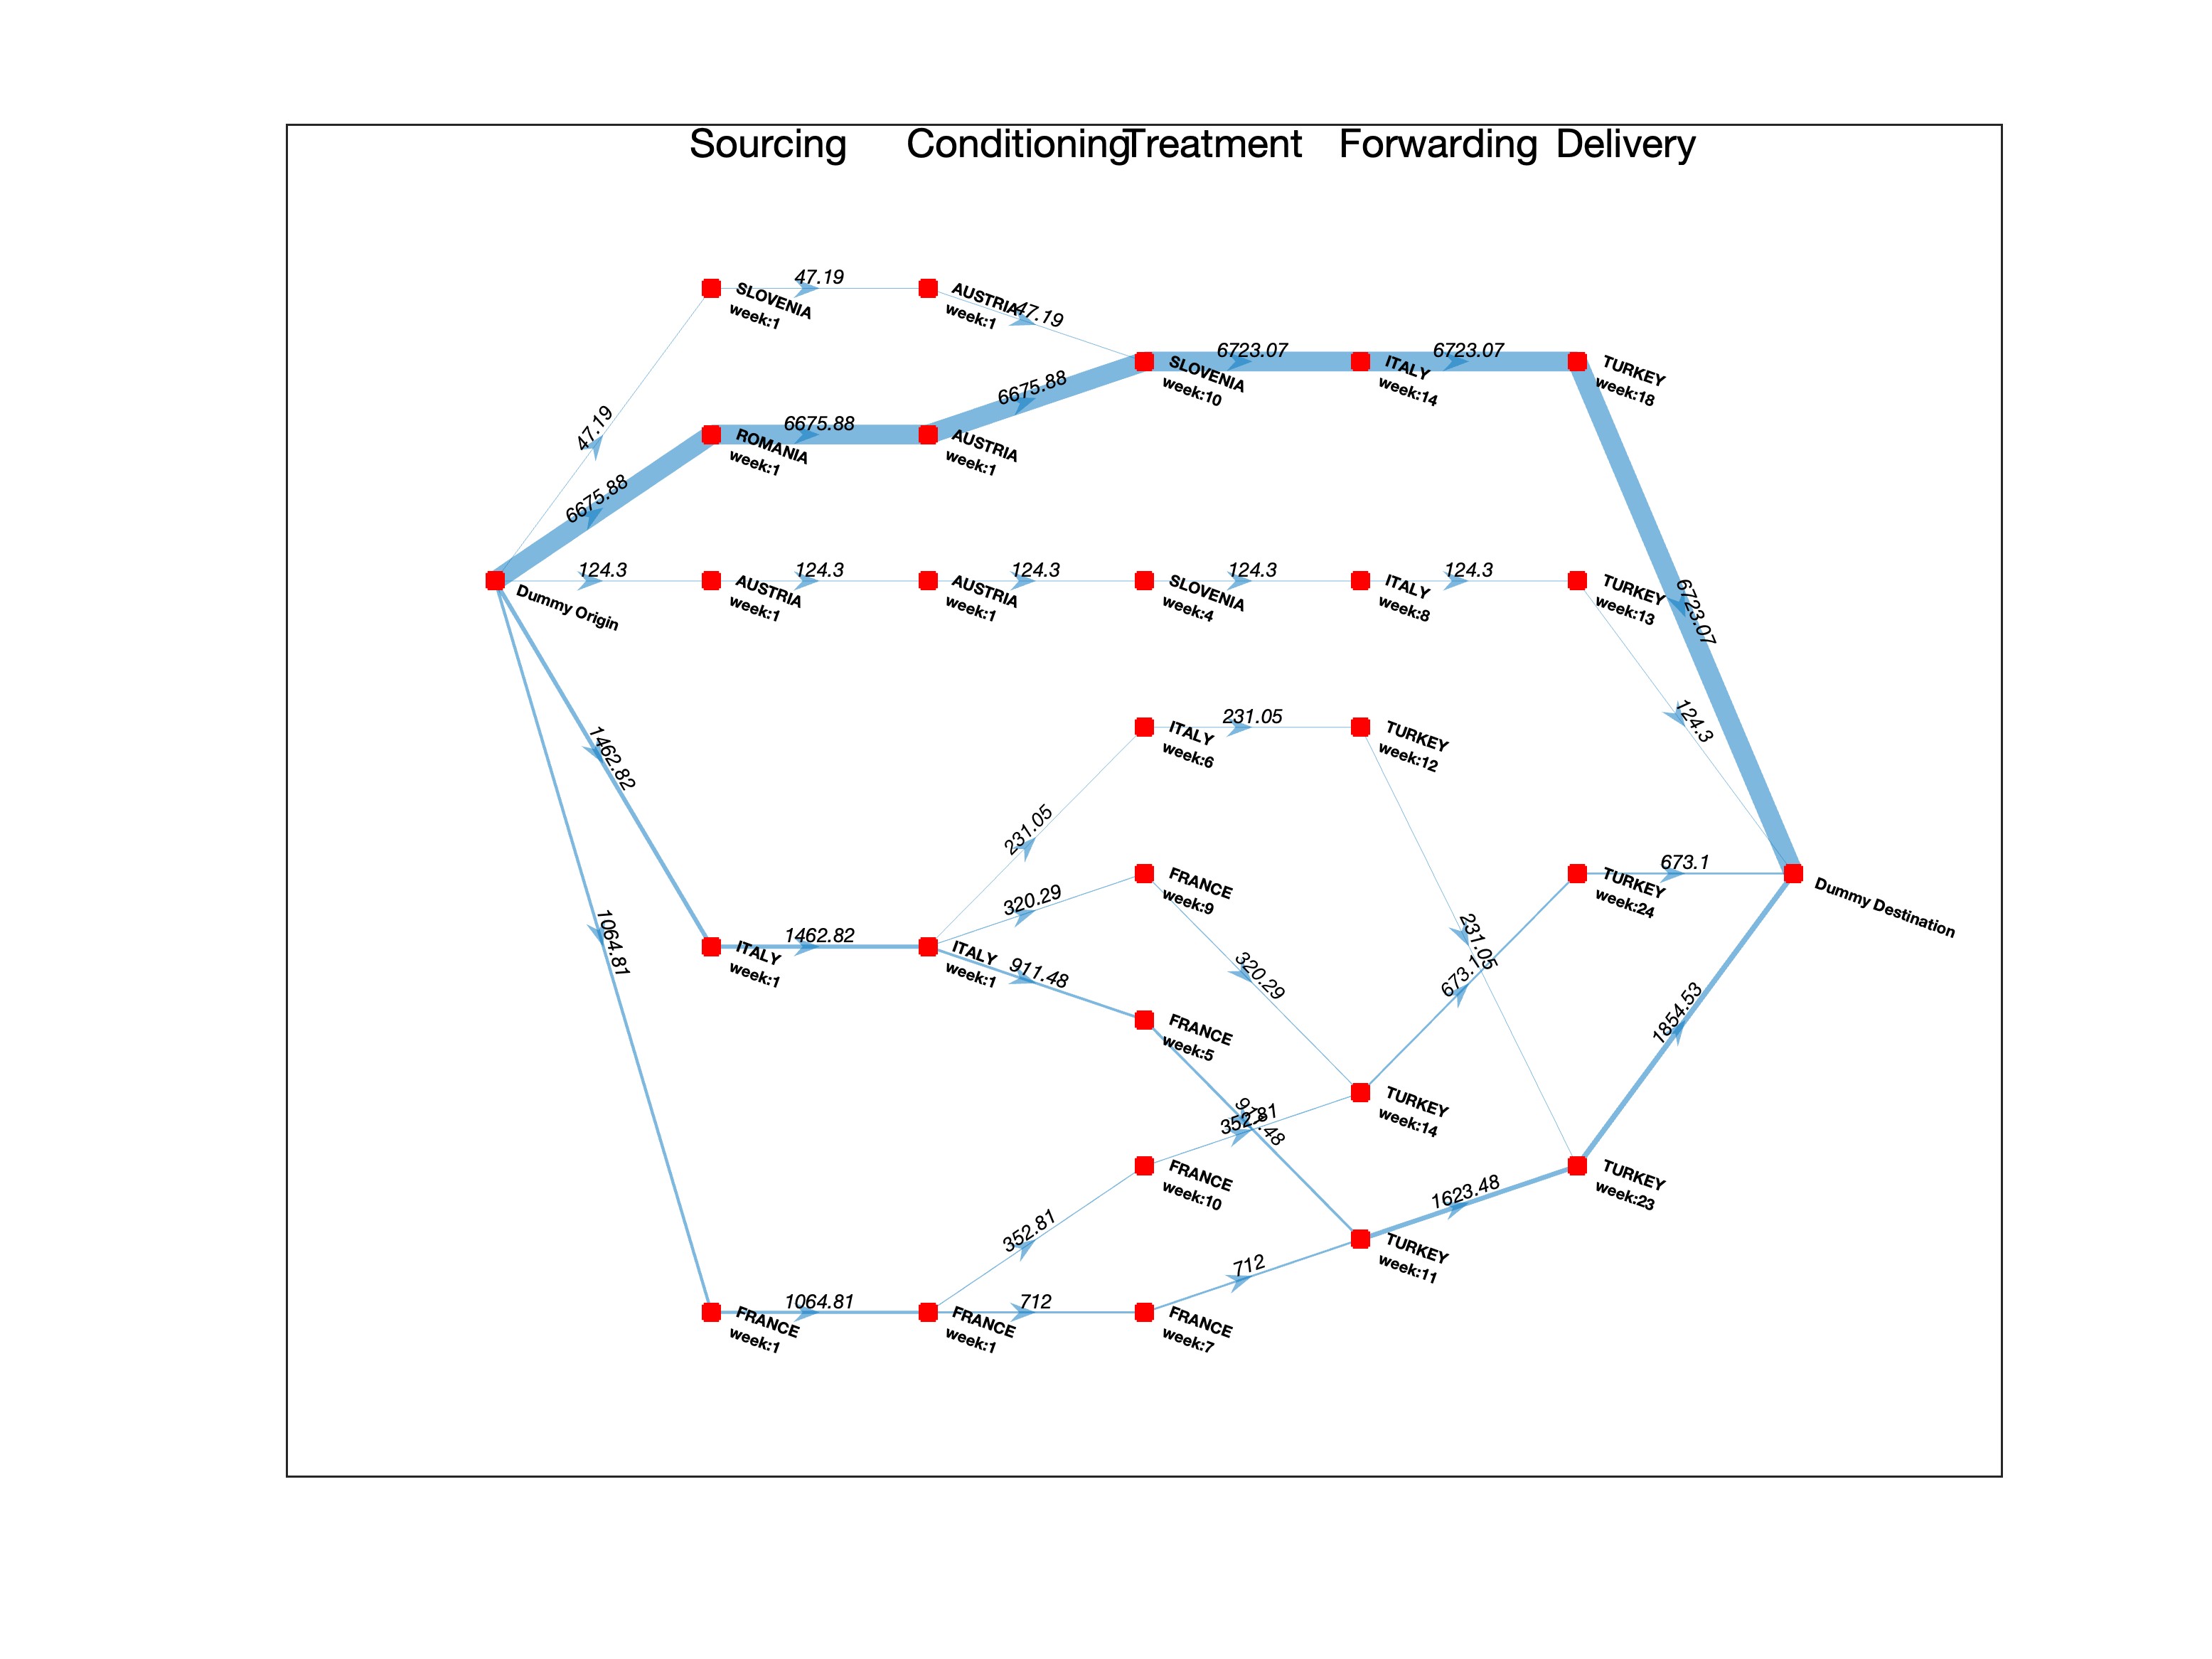 Sourcing
Conditioning
Treatment
Forwarding
Delivery
47.19
SLOVENIA
week:1
AUSTRIA
week:1
47.19
6723.07
6723.07
SLOVENIA
week:10
ITALY
week:14
TURKEY
week:18
47.19
6675.88
6675.88
ROMANIA
week:1
AUSTRIA
week:1
6675.88
124.3
124.3
124.3
124.3
124.3
Dummy Origin
AUSTRIA
week:1
AUSTRIA
week:1
SLOVENIA
week:4
ITALY
week:8
TURKEY
week:13
6723.07
124.3
1462.82
231.05
ITALY
week:6
TURKEY
week:12
231.05
320.29
FRANCE
week:9
673.1
TURKEY
week:24
Dummy Destination
1064.81
1462.82
ITALY
week:1
ITALY
week:1
911.48
320.29
231.05
673.1
FRANCE
week:5
1854.53
911.48
352.81
TURKEY
week:14
FRANCE
week:10
1623.48
TURKEY
week:23
352.81
712
TURKEY
week:11
1064.81
712
FRANCE
week:1
FRANCE
week:1
FRANCE
week:7